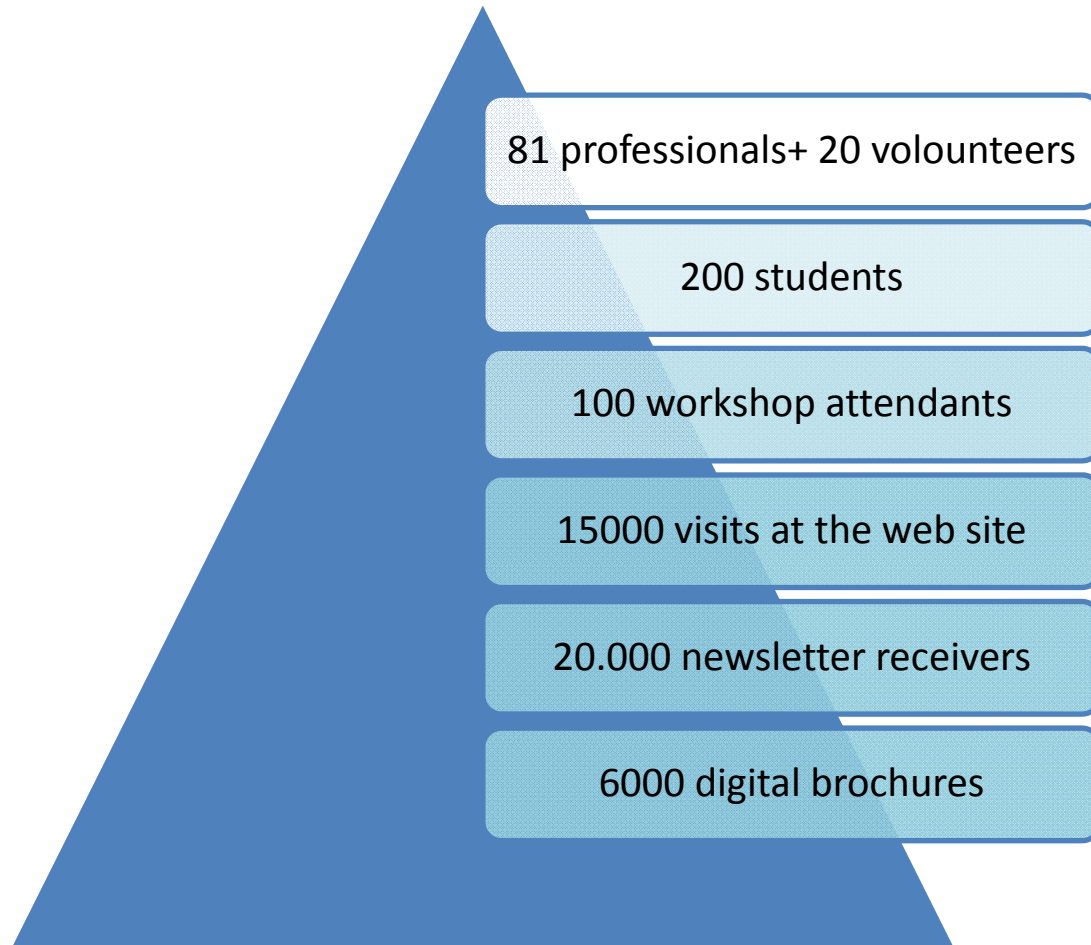 81 professionals+ 20 volounteers
200 students
100 workshop attendants
15000 visits at the web site
20.000 newsletter receivers
6000 digital brochures